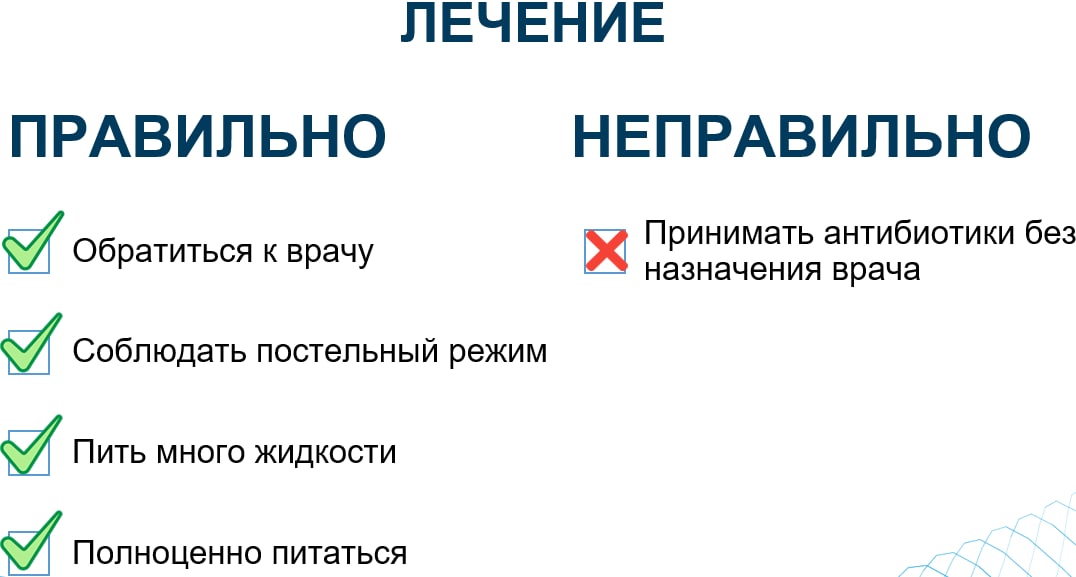 ЛЕЧЕНИЕ
ПРАВИЛЬНО
Обратиться к врачу
Соблюдать постельный режим
Пить много жидкости
Полноценно питаться
НЕПРАВИЛЬНО
Принимать антибиотики без
назначения врача